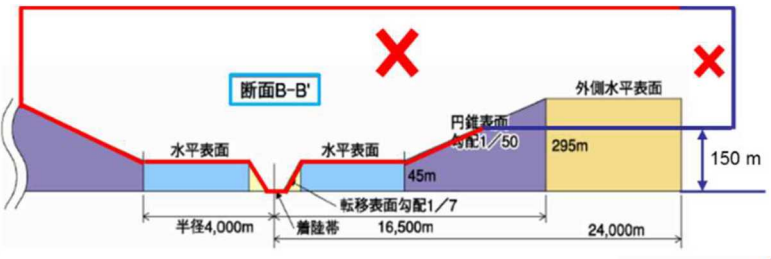 断面B-B'
外側水平表面
円錐表面
勾配1/50
水平表面
水平表面
295m
150 m
45m
転移表面勾配1/7
半径4,000m
着陸帯
16,500m
24,000m